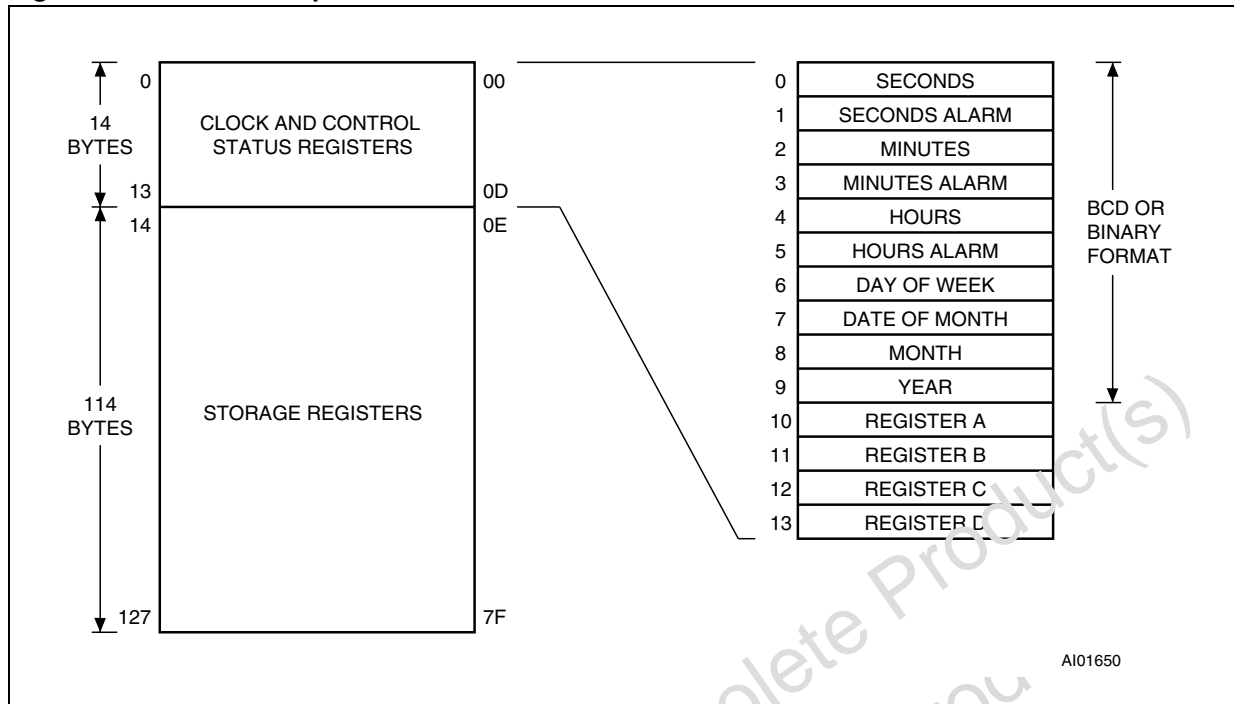 0
00
14
BYTES
CLOCK AND CONTROL
STATUS REGISTERS
13
0D
14
0E
114
BYTES
STORAGE REGISTERS
127
7F
0 SECONDS
1 SECONDS ALARM
2 MINUTES
3 MINUTES ALARM
4 HOURS
5 HOURS ALARM
6 DAY OF WEEK
7 DATE OF MONTH
8 MONTH
9 YEAR
10 REGISTER A
11 REGISTER B
12 REGISTER C
13 REGISTER D
BCD OR
BINARY
FORMAT
Product(s)
AI01650